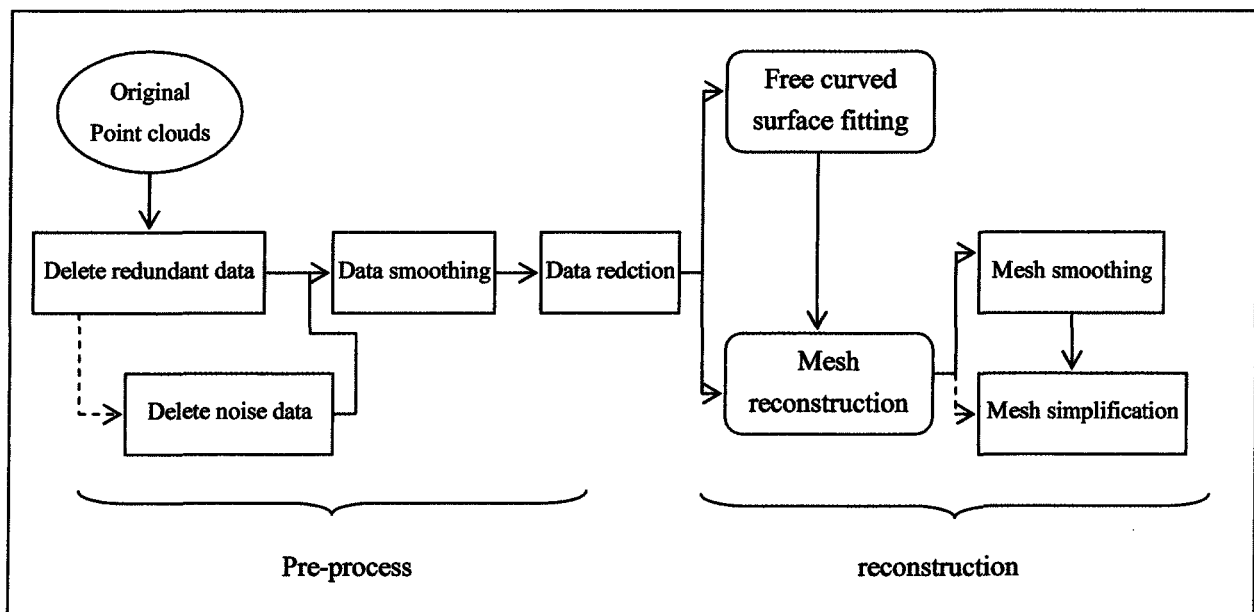 Original
Point clouds
Delete redundant data
Delete noise data
Data smoothing
Data redction
Free curved
surface fitting
Mesh
reconstruction
Mesh smoothing
Mesh simplification
Pre-process
reconstruction